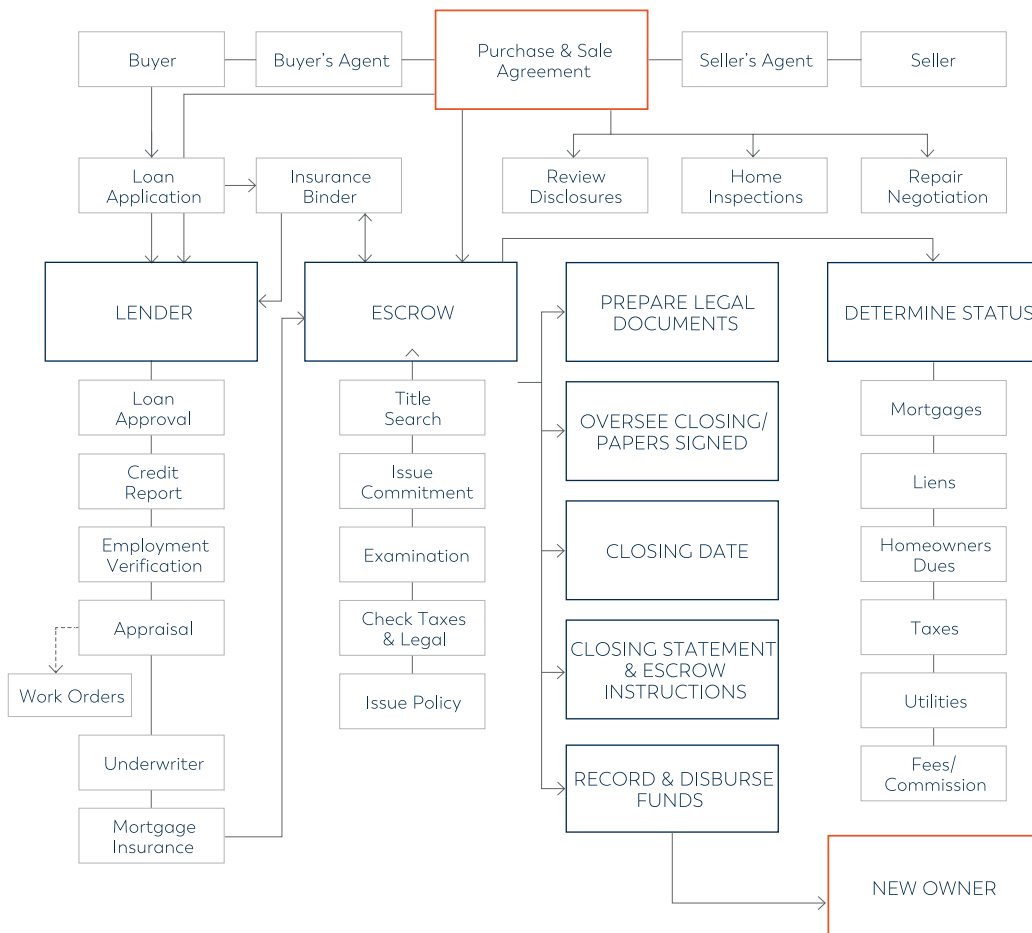 Buyer
Buyer's Agent
Purchase & Sale
Agreement
Seller's Agent
Seller
Loan
Application
Insurance
Binder
Review
Disclosures
Home
Inspections
Repair
Negotiation
LENDER
ESCROW
PREPARE LEGAL
DOCUMENTS
DETERMINE STATUS
Loan
Approval
Credit
Report
Employment
Verification
Appraisal
Work Orders
Underwriter
Mortgage
Insurance
Title
Search
Issue
Commitment
Examination
Check Taxes
& Legal
Issue Policy
OVERSEE CLOSING/
PAPERS SIGNED
CLOSING DATE
CLOSING STATEMENT
& ESCROW
INSTRUCTIONS
RECORD & DISBURSE
FUNDS
Mortgages
Liens
Homeowners
Dues
Taxes
Utilities
Fees/
Commission
NEW OWNER